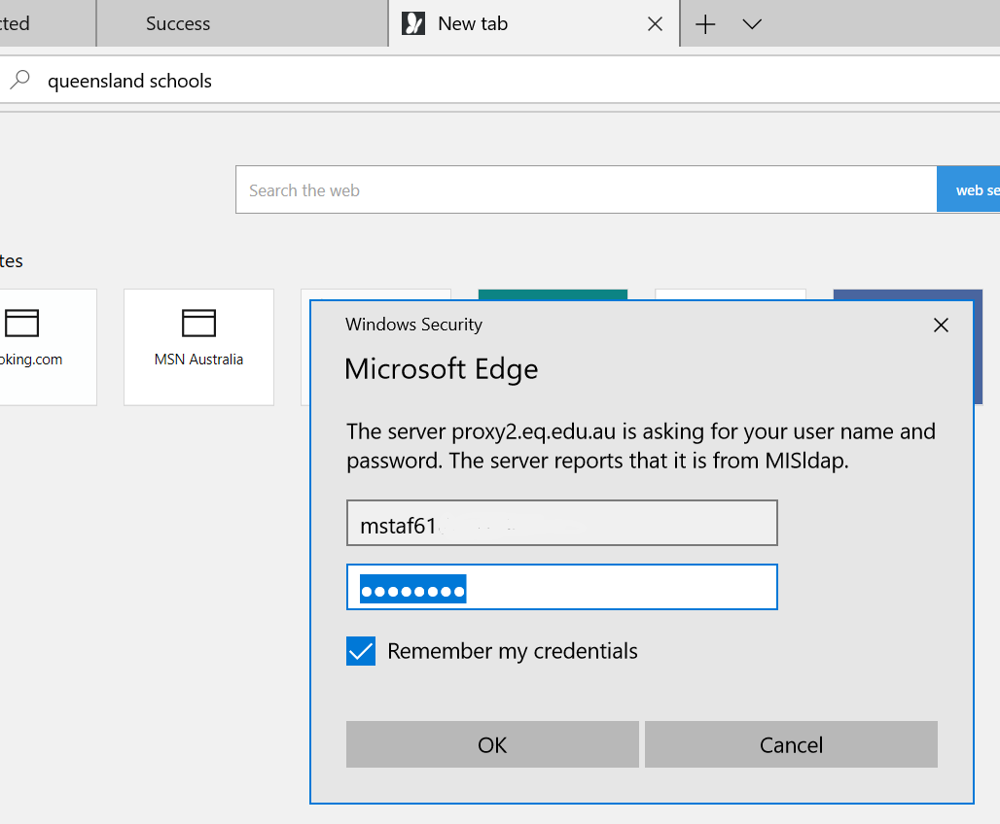 Success
New tab
queensland schools
Search the web
web se
tes
oking.com
MSN Australia
Windows Security
Microsoft Edge
The server proxy2.eq.edu.au is asking for your user name and
password. The server reports that it is from MISldap.
mstaf61
Remember my credentials
OK
Cancel